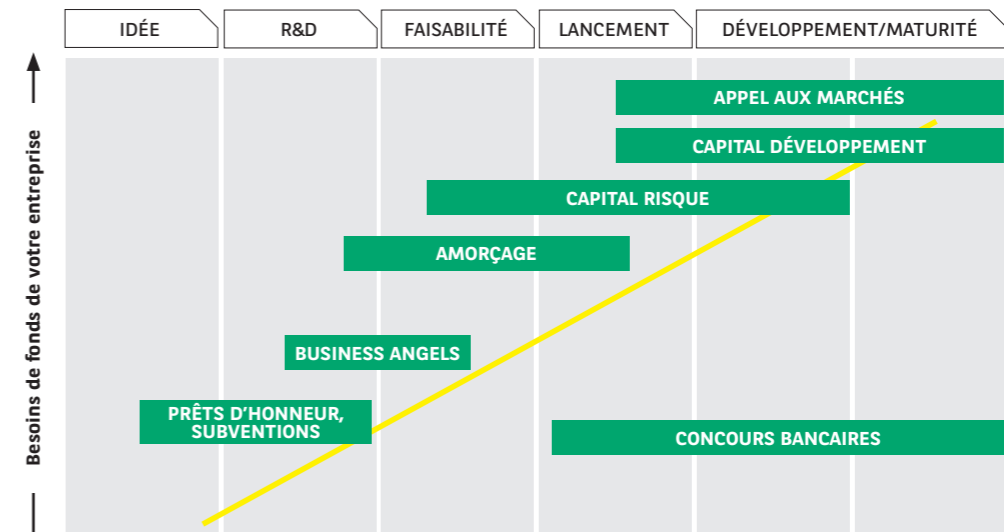 IDÉE
R&D
FAISABILITÉ
LANCEMENT
DÉVELOPPEMENT/MATURITÉ
Besoins de fonds de votre entreprise
APPEL AUX MARCHÉS
CAPITAL DÉVELOPPEMENT
CAPITAL RISQUE
AMORÇAGE
BUSINESS ANGELS
PRÊTS D'HONNEUR,
SUBVENTIONS
CONCOURS BANCAIRES